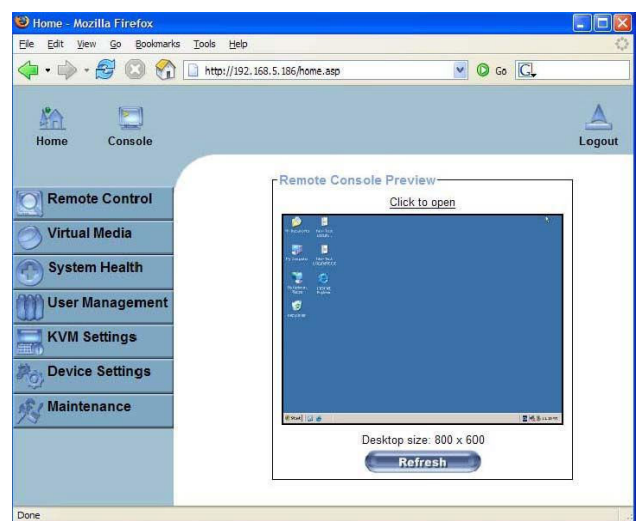 Home - Mozilla Firefox
File Edit View Go Bookmarks Tools Help
http://192.168.5.186/home.asp Go G
Home Console Logout
Remote Console Preview
Click to open
Remote Control
Virtual Media
System Health
User Management
KVM Settings
Device Settings
Maintenance
Start
Desktop size: 800 x 600
Refresh
Done